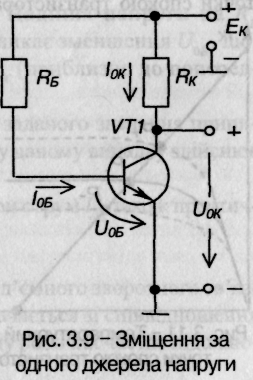 +
Eк
Rб
Iок
Rк
VT1
+
Iоб
Uоб
Uок
−
Рис. 3.9 – Зміщення за
одного джерела напруги